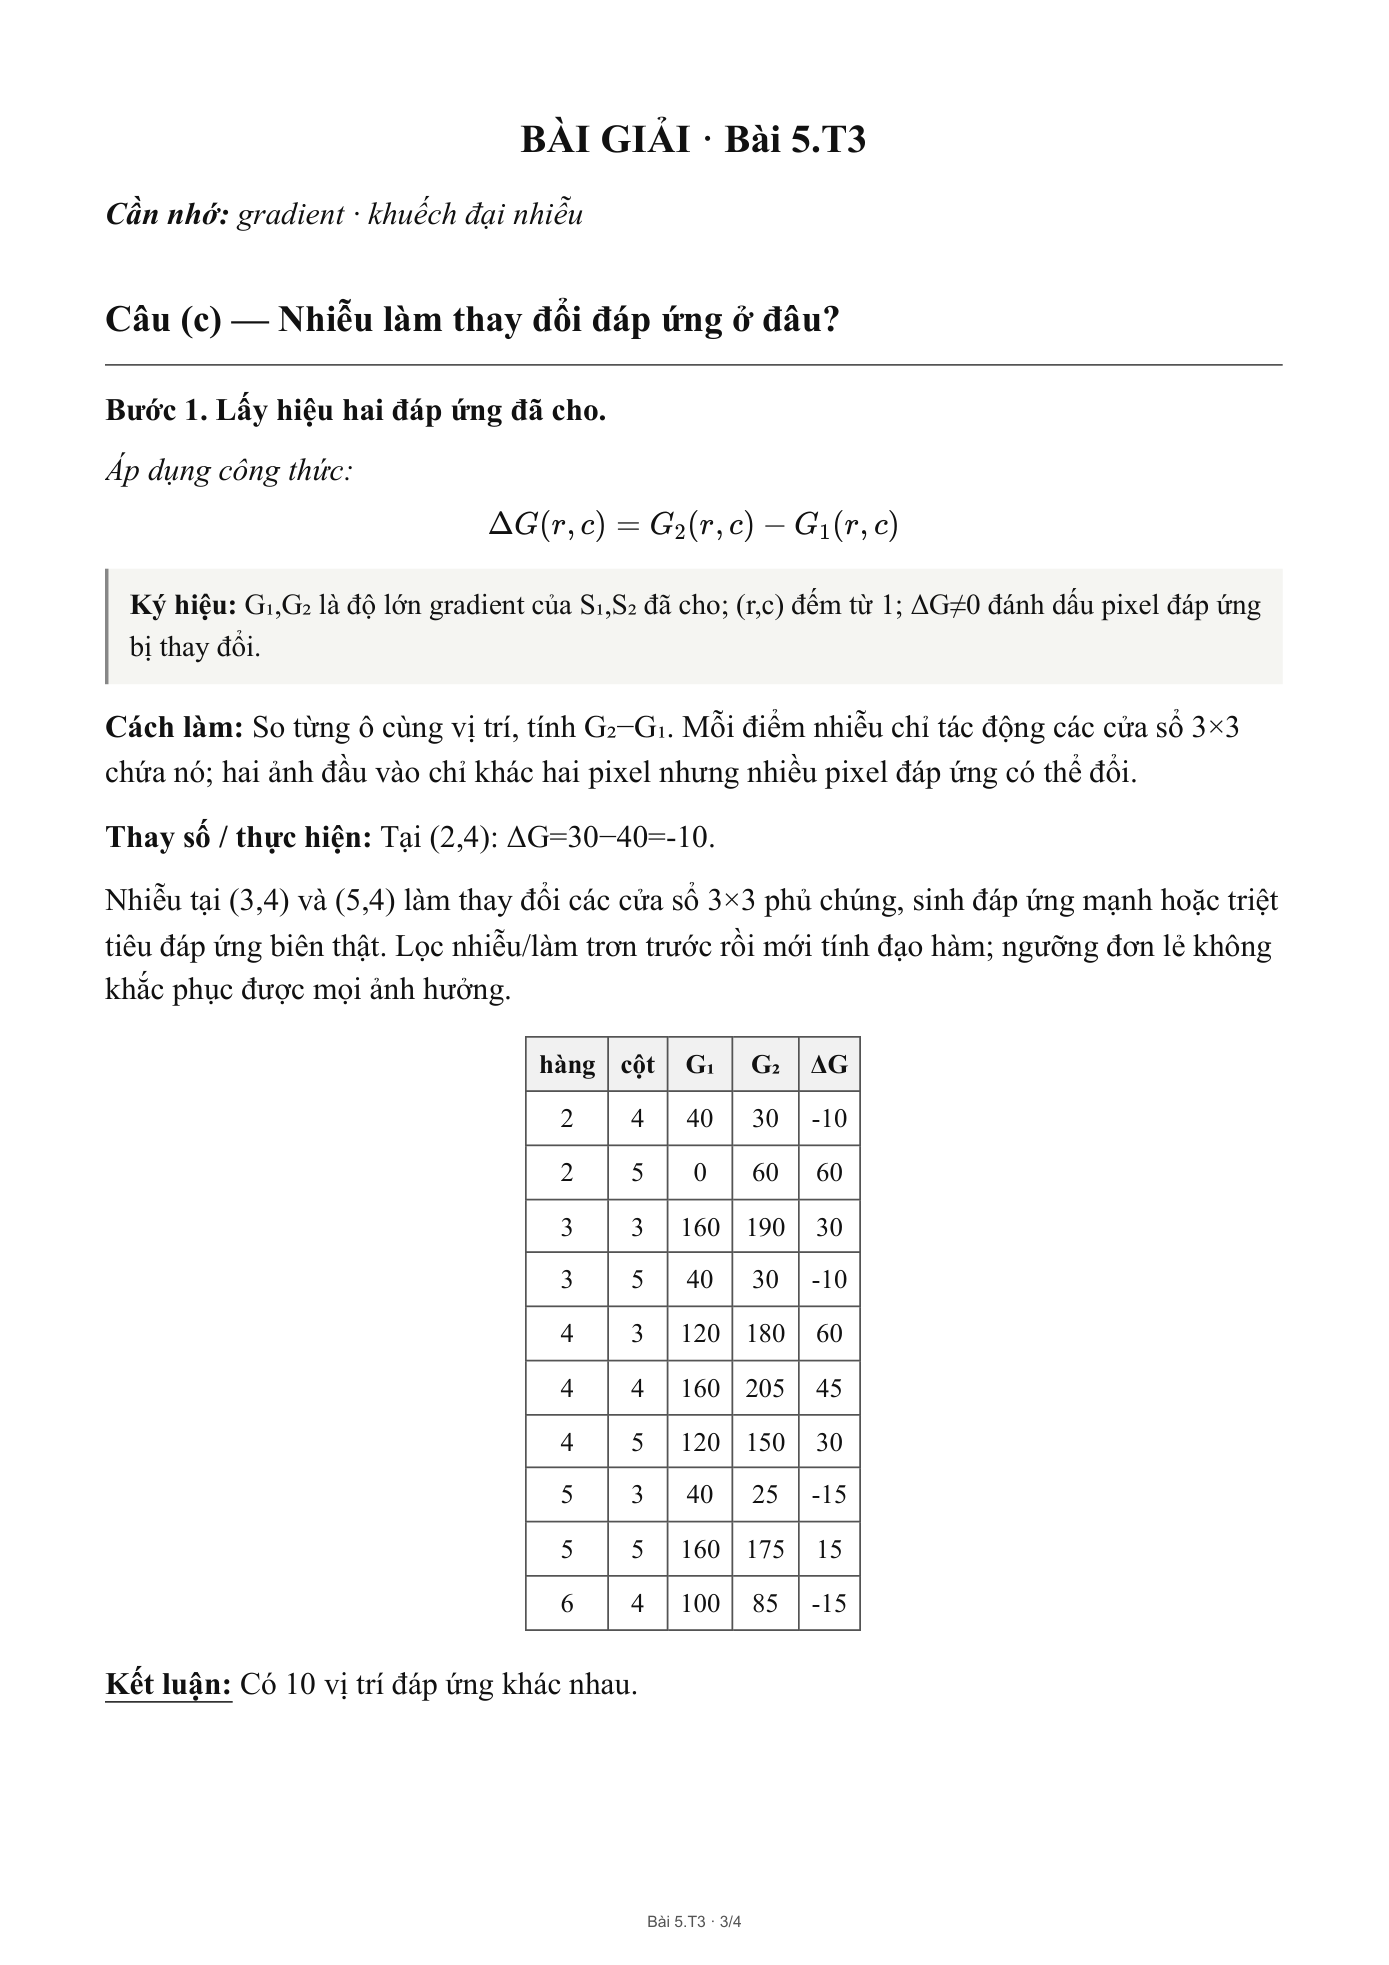 BÀI GIẢI · Bài 5.T3
Cần nhớ: gradient · khuếch đại nhiễu
Câu (c) — Nhiễu làm thay đổi đáp ứng ở đâu?
Bước 1. Lấy hiệu hai đáp ứng đã cho.
Áp dụng công thức:
ΔG(r, c) = G₂(r, c) − G₁(r, c)
Ký hiệu: G₁,G₂ là độ lớn gradient của S₁,S₂ đã cho; (r,c) đếm từ 1; ΔG≠0 đánh dấu pixel đáp ứng
bị thay đổi.
Cách làm: So từng ô cùng vị trí, tính G₂−G₁. Mỗi điểm nhiễu chỉ tác động các cửa sổ 3×3
chứa nó; hai ảnh đầu vào chỉ khác hai pixel nhưng nhiều pixel đáp ứng có thể đổi.
Thay số / thực hiện: Tại (2,4): ΔG=30−40=-10.
Nhiễu tại (3,4) và (5,4) làm thay đổi các cửa sổ 3×3 phủ chúng, sinh đáp ứng mạnh hoặc triệt
tiêu đáp ứng biên thật. Lọc nhiễu/làm trơn trước rồi mới tính đạo hàm; ngưỡng đơn lẻ không
khắc phục được mọi ảnh hưởng.
hàng cột G₁ G₂ ΔG
2 4 40 30 -10
2 5 0 60 60
3 3 160 190 30
3 5 40 30 -10
4 3 120 180 60
4 4 160 205 45
4 5 120 150 30
5 3 40 25 -15
5 5 160 175 15
6 4 100 85 -15
Kết luận: Có 10 vị trí đáp ứng khác nhau.
Bài 5.T3 · 3/4